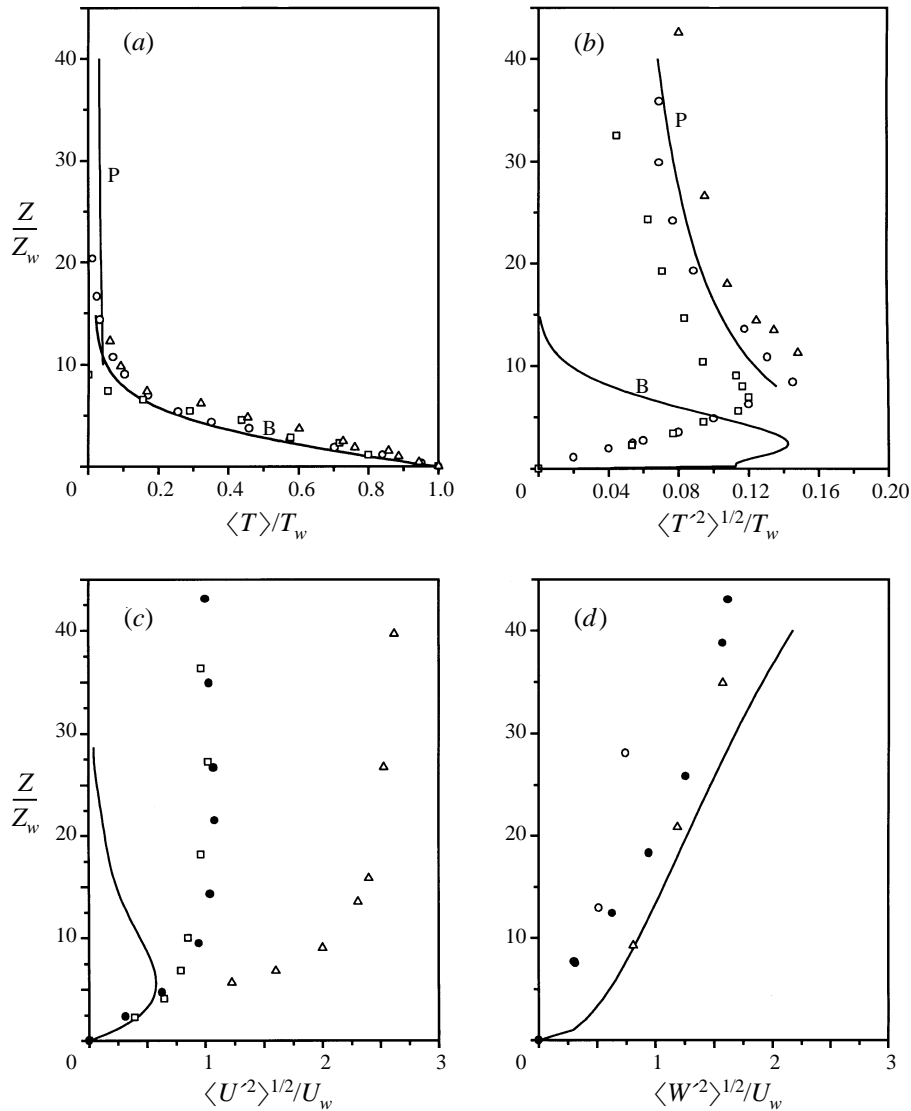 (a)
40
30
20
10
0
Z/Z_w
P
B
0.2
0.4
0.6
0.8
1.0
⟨T⟩/T_w
(b)
40
30
20
10
0
P
B
0.04
0.08
0.12
0.16
0.20
⟨T′²⟩^{1/2}/T_w
(c)
40
30
20
10
0
Z/Z_w
1
2
3
⟨U′²⟩^{1/2}/U_w
(d)
40
30
20
10
0
1
2
3
⟨W′²⟩^{1/2}/U_w